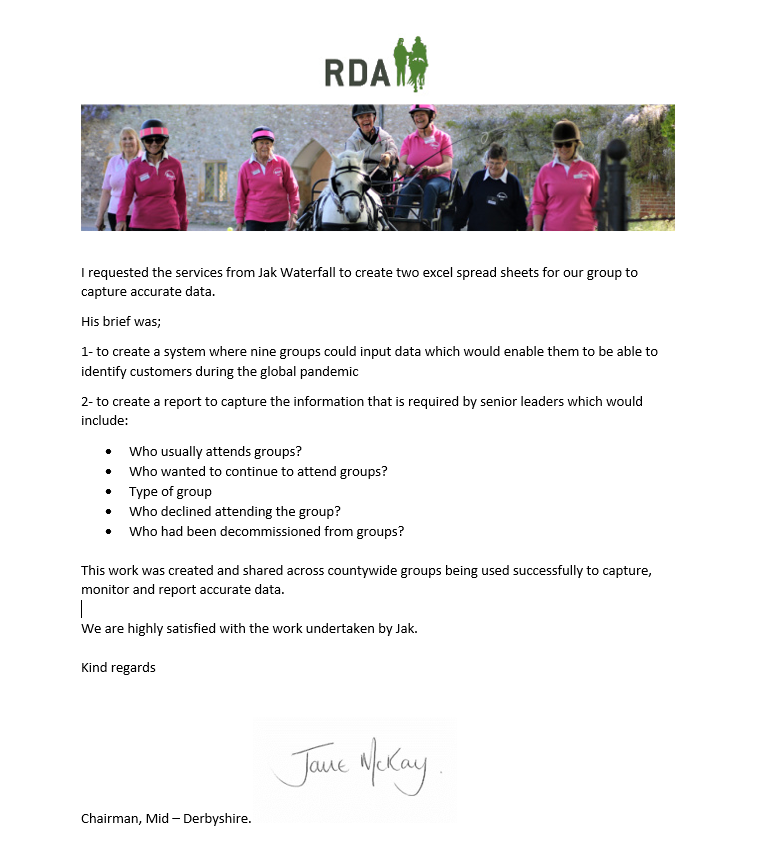 RDA
I requested the services from Jak Waterfall to create two excel spread sheets for our group to
capture accurate data.
His brief was;
1- to create a system where nine groups could input data which would enable them to be able to
identify customers during the global pandemic
2- to create a report to capture the information that is required by senior leaders which would
include:
• Who usually attends groups?
• Who wanted to continue to attend groups?
• Type of group
• Who declined attending the group?
• Who had been decommissioned from groups?
This work was created and shared across countywide groups being used successfully to capture,
monitor and report accurate data.
We are highly satisfied with the work undertaken by Jak.
Kind regards
Jane McKay.
Chairman, Mid – Derbyshire.